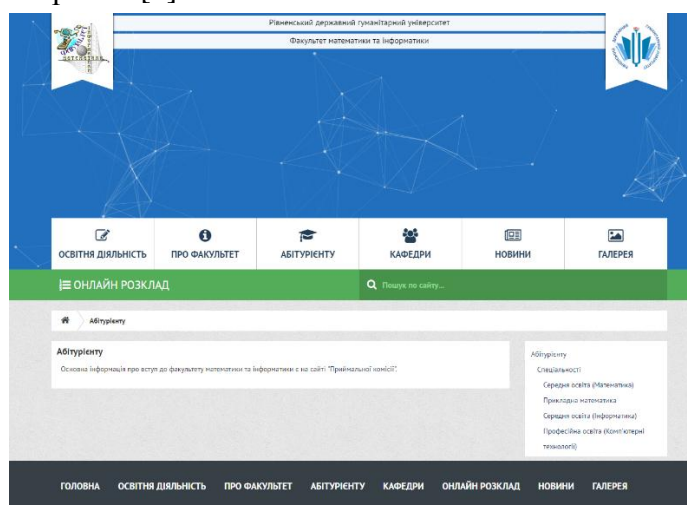 Рівненський державний гуманітарний університет
Факультет математики та інформатики
ОСВІТНЯ ДІЯЛЬНІСТЬ ПРО ФАКУЛЬТЕТ АБІТУРІЄНТУ КАФЕДРИ НОВИНИ ГАЛЕРЕЯ
ОНЛАЙН РОЗКЛАД
Пошук по сайту...
Абітурієнту
Абітурієнту
Основна інформація про вступ до факультету математики та інформатики є на сайті "Приймальної комісії".
Абітурієнту
Спеціальності
Середня освіта (Математика)
Прикладна математика
Середня освіта (Інформатика)
Професійна освіта (Комп'ютерні
технології)
ГОЛОВНА ОСВІТНЯ ДІЯЛЬНІСТЬ ПРО ФАКУЛЬТЕТ АБІТУРІЄНТУ КАФЕДРИ ОНЛАЙН РОЗКЛАД НОВИНИ ГАЛЕРЕЯ